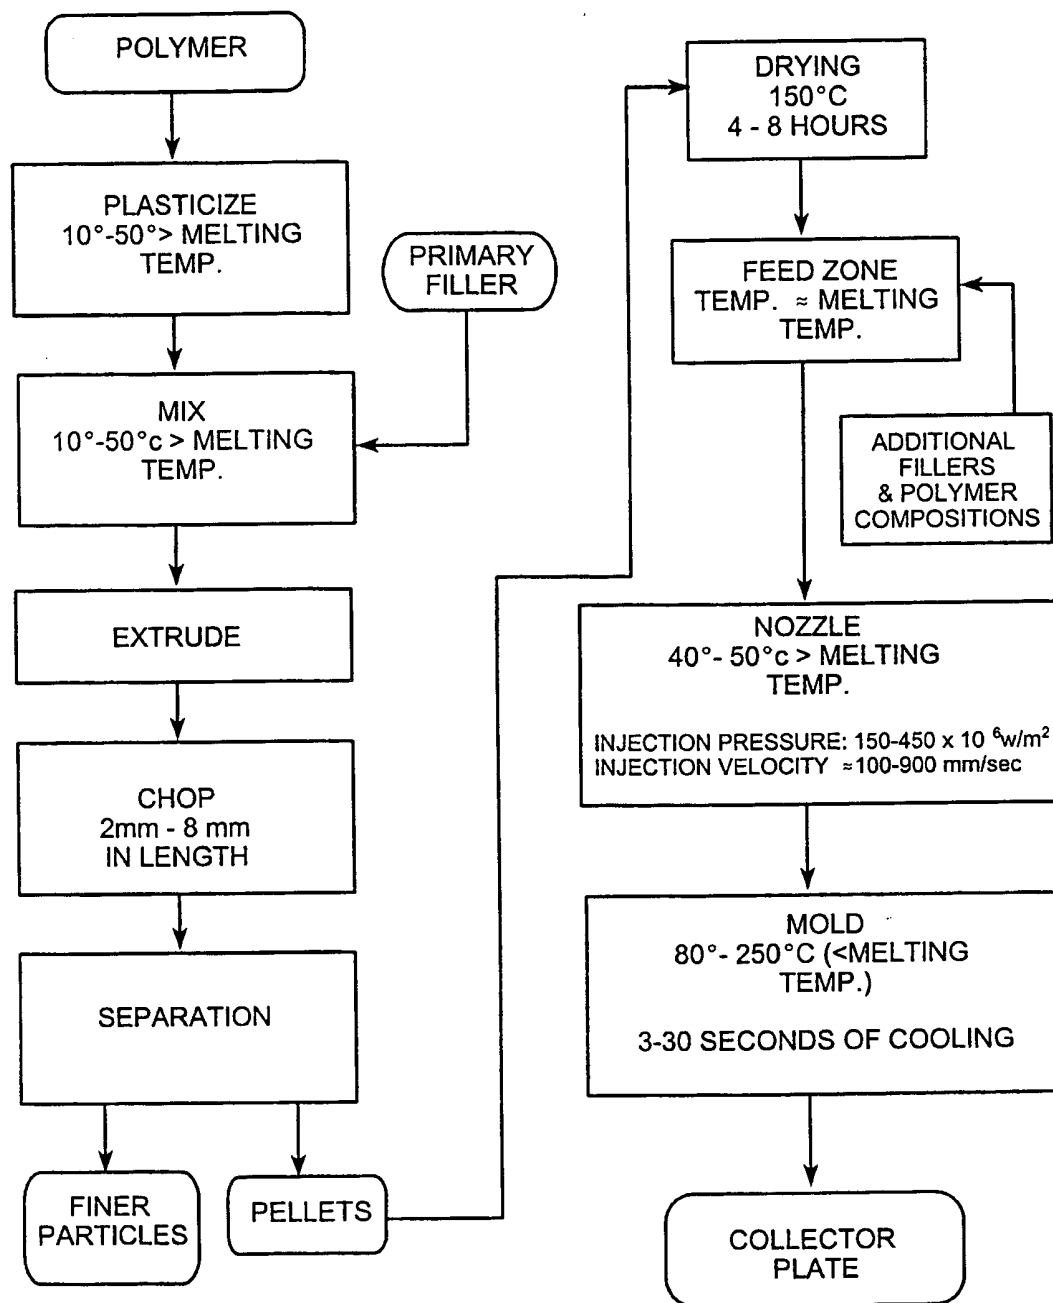 POLYMER
PLASTICIZE
10°-50°> MELTING
TEMP.
PRIMARY
FILLER
MIX
10°-50°c > MELTING
TEMP.
EXTRUDE
CHOP
2mm - 8 mm
IN LENGTH
SEPARATION
FINER
PARTICLES
PELLETS
DRYING
150°C
4 - 8 HOURS
FEED ZONE
TEMP. ≈ MELTING
TEMP.
ADDITIONAL
FILLERS
& POLYMER
COMPOSITIONS
NOZZLE
40°- 50°c > MELTING
TEMP.
INJECTION PRESSURE: 150-450 x 10 ⁶w/m²
INJECTION VELOCITY ≈100-900 mm/sec
MOLD
80°- 250°C (<MELTING
TEMP.)
3-30 SECONDS OF COOLING
COLLECTOR
PLATE